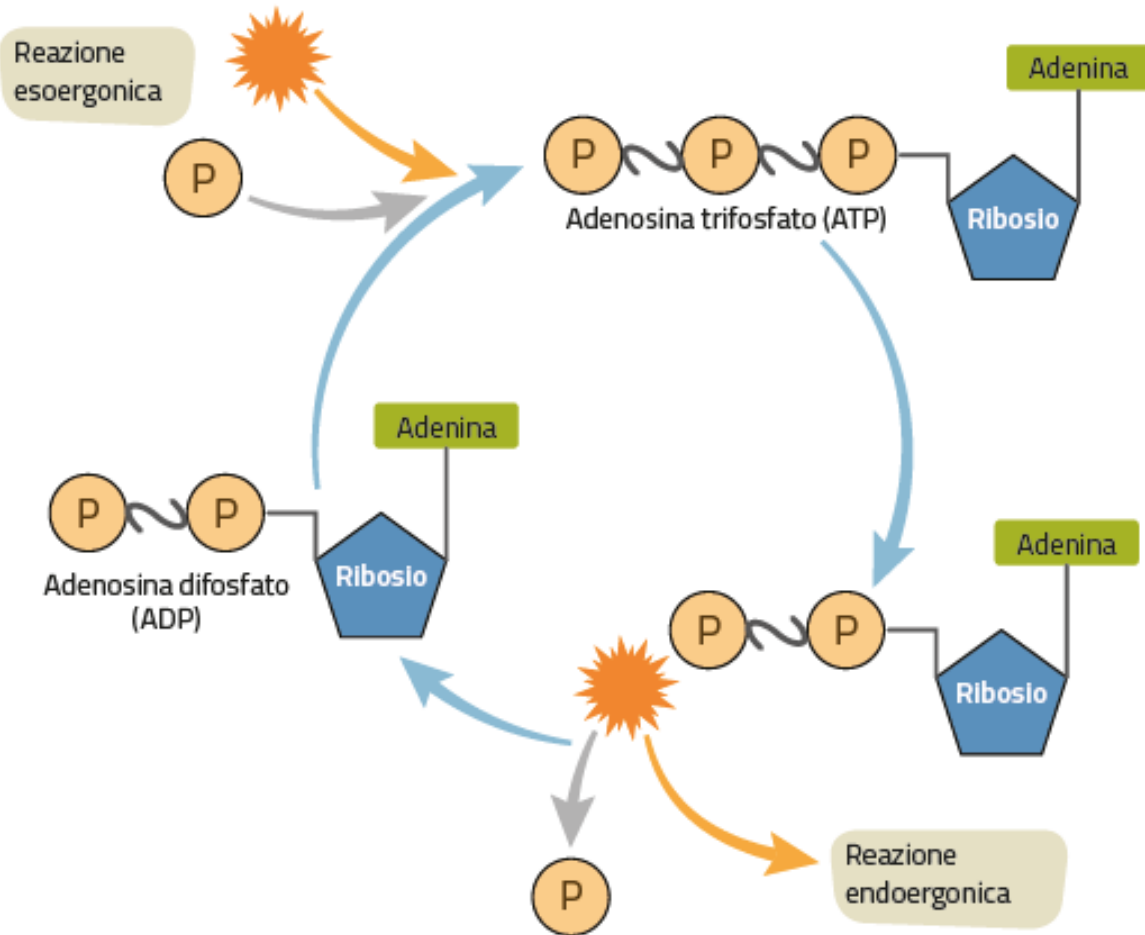 Reazione
esoergonica
Adenina
P
P
P
P
Ribosio
Adenosina trifosfato (ATP)
Adenina
P
P
Ribosio
Adenosina difosfato
(ADP)
Adenina
P
P
Ribosio
P
Reazione
endoergonica